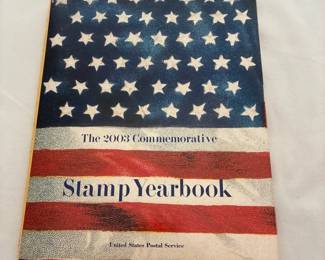 The 2003 Commemorative
Stamp Yearbook
United States Postal Service